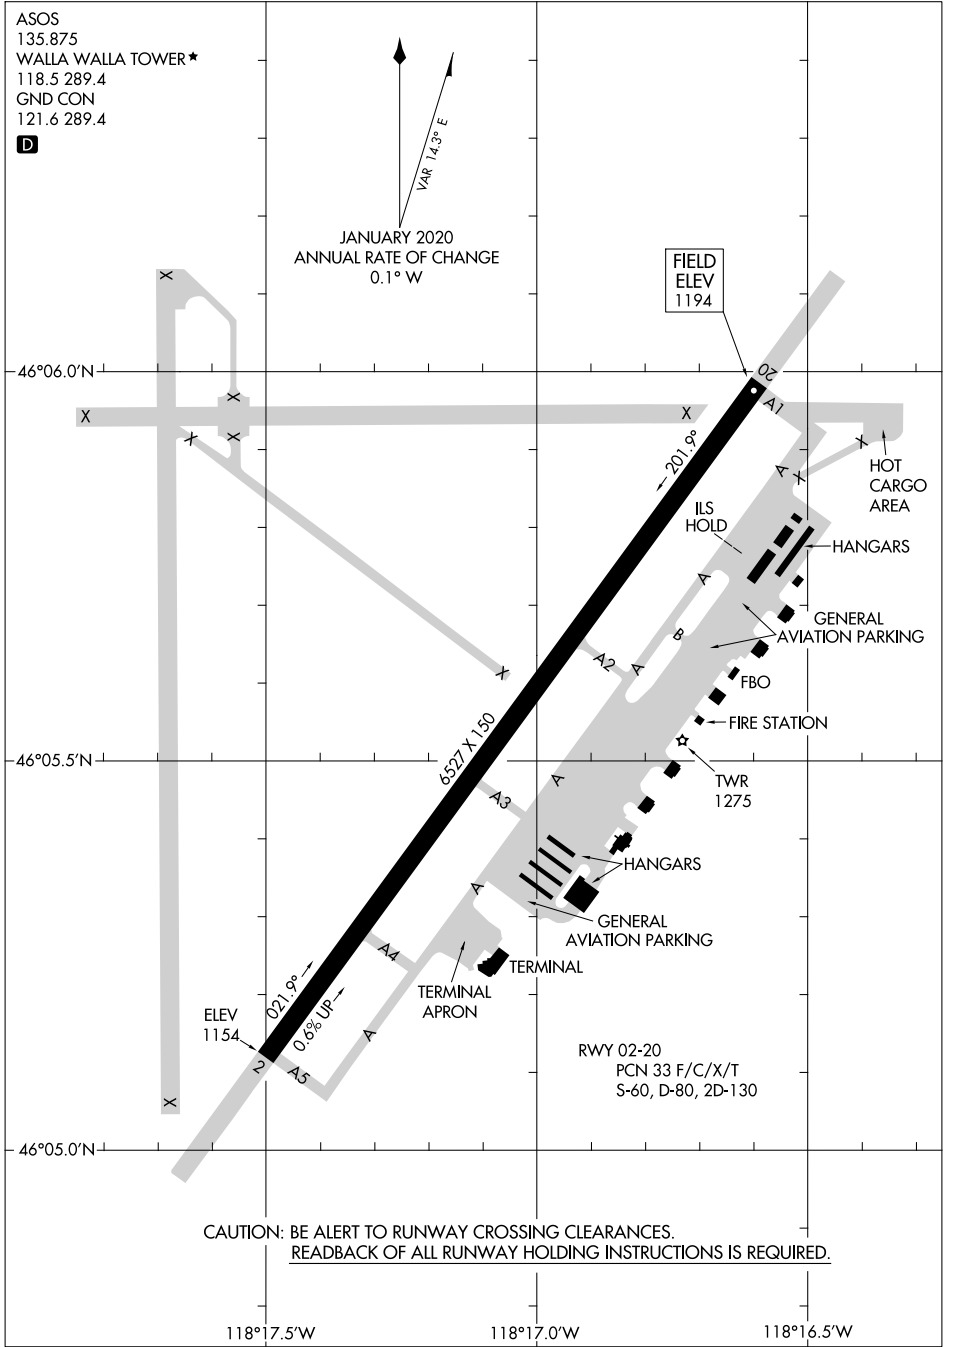 ASOS
135.875
WALLA WALLA TOWER★
118.5 289.4
GND CON
121.6 289.4
D
VAR 14.3° E
JANUARY 2020
ANNUAL RATE OF CHANGE
0.1° W
FIELD
ELEV
1194
X
46°06.0'N
20
X
X
X
A1
X
X
X
201.9°
A
X
HOT
CARGO
AREA
X
ILS
HOLD
HANGARS
A
GENERAL
AVIATION PARKING
B
A2
A
X
FBO
FIRE STATION
6527 X 150
46°05.5'N
A
TWR
1275
A3
HANGARS
A
GENERAL
AVIATION PARKING
A4
TERMINAL
TERMINAL
APRON
021.9°
0.6% UP
ELEV
1154
A
2
A5
RWY 02-20
PCN 33 F/C/X/T
S-60, D-80, 2D-130
X
46°05.0'N
CAUTION: BE ALERT TO RUNWAY CROSSING CLEARANCES.
READBACK OF ALL RUNWAY HOLDING INSTRUCTIONS IS REQUIRED.
118°17.5'W
118°17.0'W
118°16.5'W